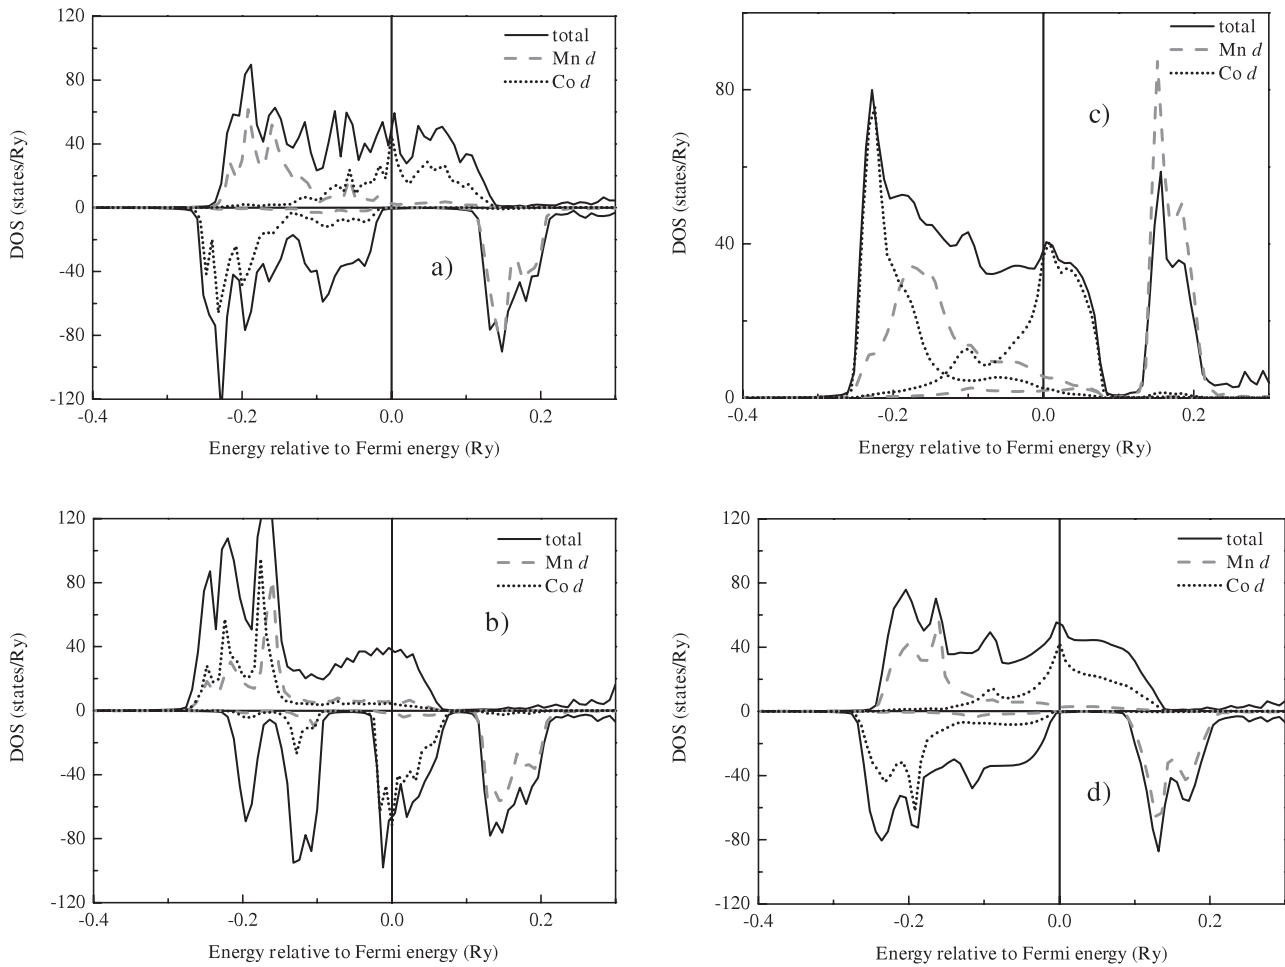 120
80
40
0
-40
-80
-120
DOS (states/Ry)
total
Mn d
Co d
a)
-0.4
-0.2
0.0
0.2
Energy relative to Fermi energy (Ry)
80
40
0
DOS (states/Ry)
total
Mn d
Co d
c)
-0.4
-0.2
0.0
0.2
Energy relative to Fermi energy (Ry)
120
80
40
0
-40
-80
-120
DOS (states/Ry)
total
Mn d
Co d
b)
-0.4
-0.2
0.0
0.2
Energy relative to Fermi energy (Ry)
120
80
40
0
-40
-80
-120
DOS (states/Ry)
total
Mn d
Co d
d)
-0.4
-0.2
0.0
0.2
Energy relative to Fermi energy (Ry)